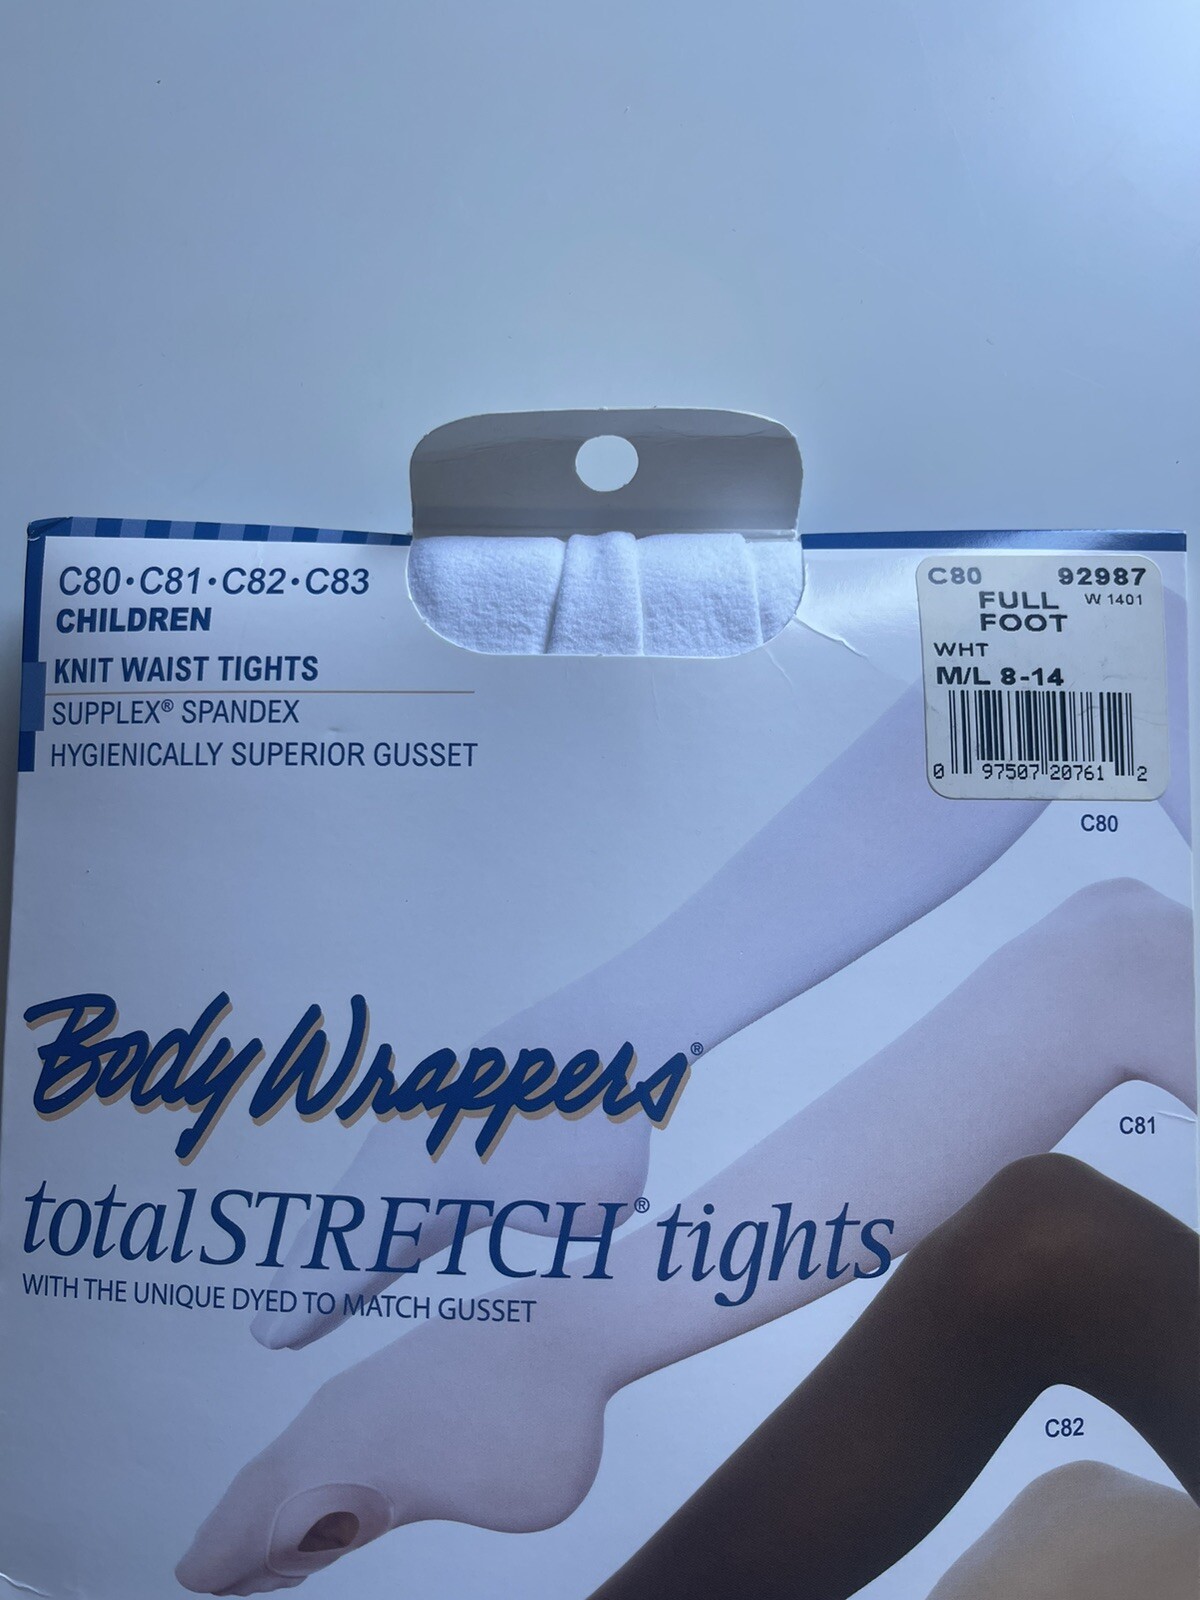 C80•C81•C82•C83
CHILDREN
KNIT WAIST TIGHTS
SUPPLEX® SPANDEX
HYGIENICALLY SUPERIOR GUSSET
C80 92987
FULL W 1401
FOOT
WHT
M/L 8-14
0 97507 20761 2
C80
Body Wrappers®
C81
totalSTRETCH® tights
WITH THE UNIQUE DYED TO MATCH GUSSET
C82